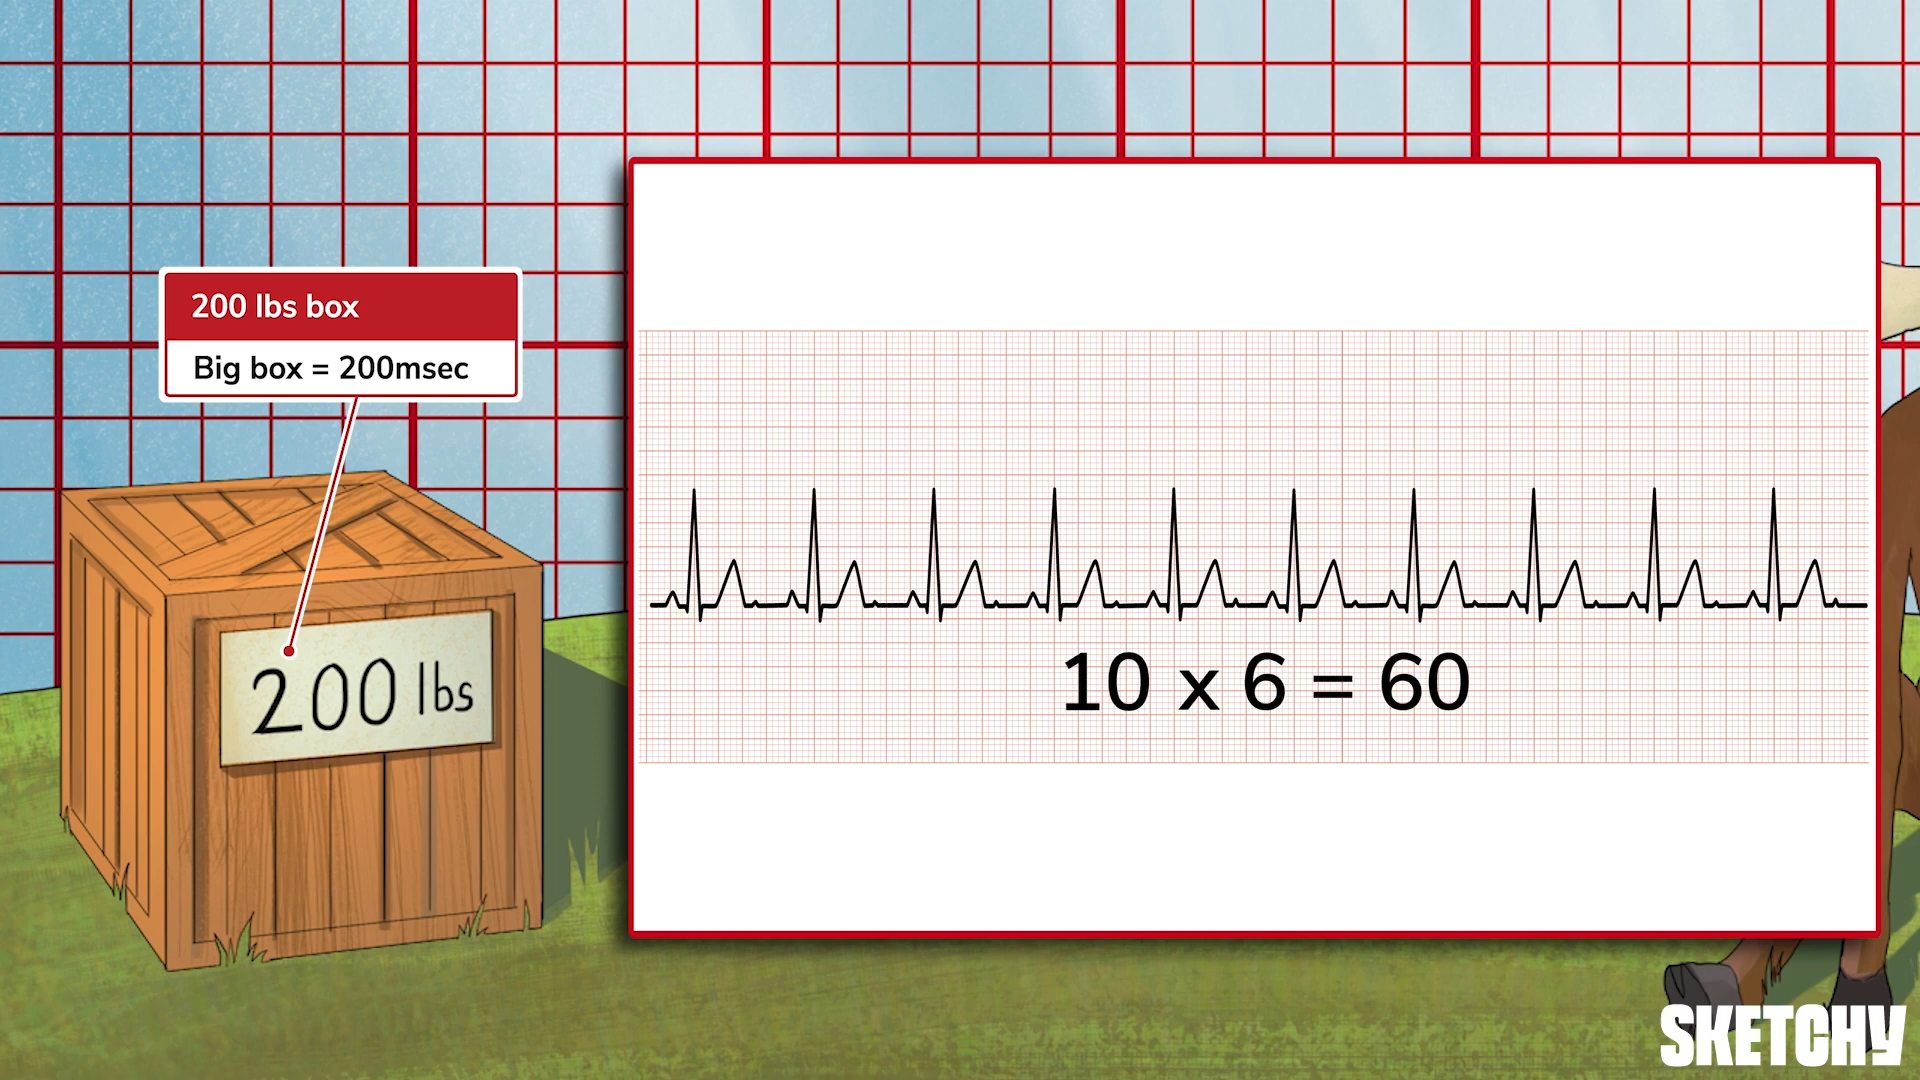 200 lbs box
Big box = 200msec
200 lbs
10 x 6 = 60
SKETCHY